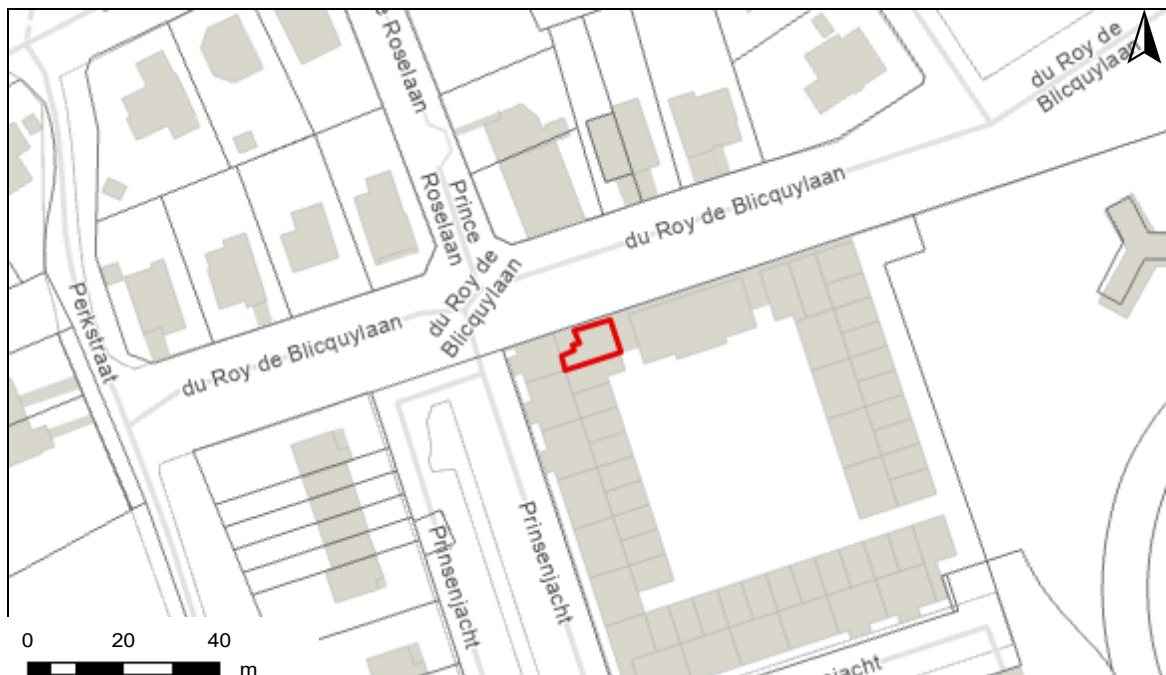 e Roselaan
du Roy de
Blicquylaan
Prince
Roselaan
du Roy de Blicquylaan
du Roy de
Blicquylaan
Perkstraat
du Roy de Blicquylaan
Prinsenjacht
Prinsenjacht
njacht
0 20 40
m